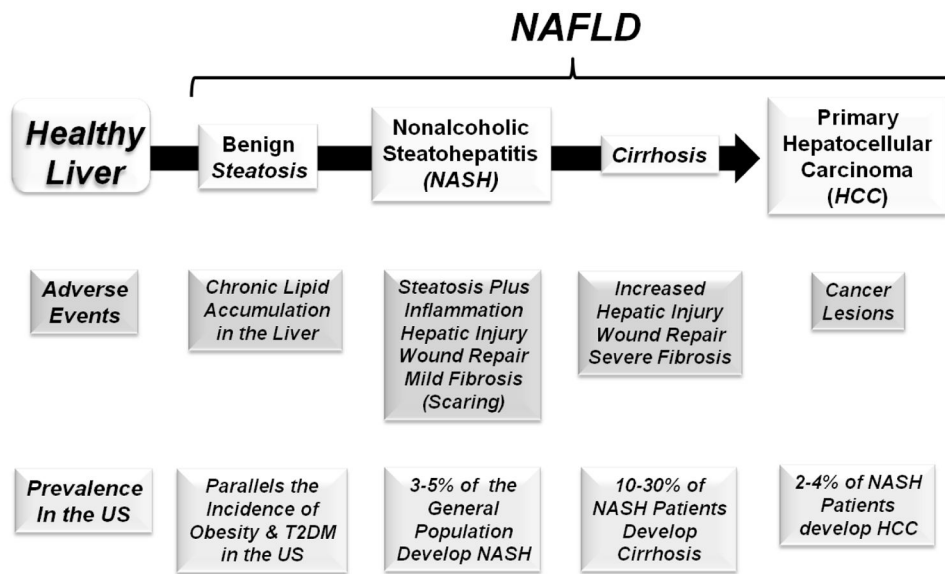 NAFLD
Healthy
Liver
Benign
Steatosis
Nonalcoholic
Steatohepatitis
(NASH)
Cirrhosis
Primary
Hepatocellular
Carcinoma
(HCC)
Adverse
Events
Chronic Lipid
Accumulation
in the Liver
Steatosis Plus
Inflammation
Hepatic Injury
Wound Repair
Mild Fibrosis
(Scaring)
Increased
Hepatic Injury
Wound Repair
Severe Fibrosis
Cancer
Lesions
Prevalence
In the US
Parallels the
Incidence of
Obesity & T2DM
in the US
3-5% of the
General
Population
Develop NASH
10-30% of
NASH Patients
Develop
Cirrhosis
2-4% of NASH
Patients
develop HCC